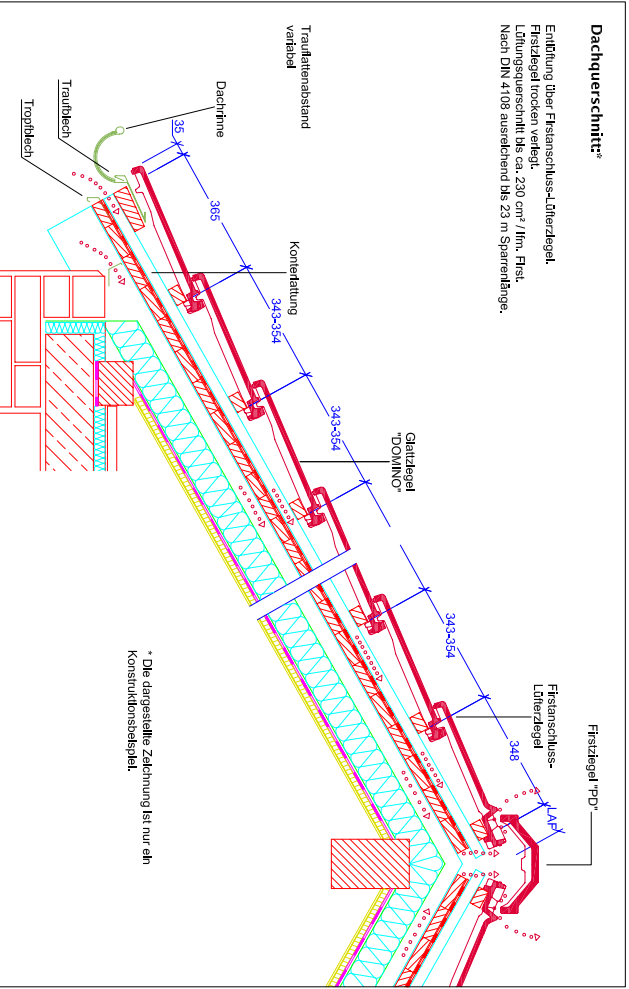 Dachquerschnitt:*
Entlüftung über Firstanschluss-Lüfterziegel.
Firstziegel trocken verlegt.
Lüftungsquerschnitt bis ca. 230 cm² / lfm. First.
Nach DIN 4108 ausreichend bis 23 m Sparrenlänge.
Firstziegel "PD"
LAF
348
Firstanschluss-
Lüfterziegel
343-354
Glattziegel
"DOMINO"
343-354
343-354
Konterlattung
365
35
Trauflattenabstand
variabel
Dachrinne
Traufblech
Tropfblech
* Die dargestellte Zeichnung ist nur ein
Konstruktionsbeispiel.